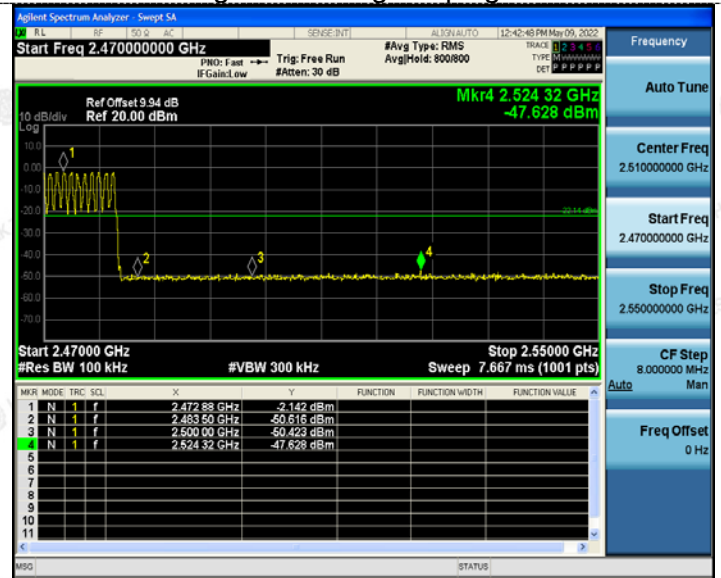 Agilent Spectrum Analyzer - Swept SA
RL RF 50 Ω AC SENSE:INT ALIGNAUTO 12:42:48 PM May 09, 2022
Start Freq 2.470000000 GHz
PNO: Fast
IFGain:Low
Trig: Free Run
#Atten: 30 dB
#Avg Type: RMS
Avg|Hold: 800/800
TRACE 1 2 3 4 5 6
TYPE M
DET P P P P P P
Mkr4 2.524 32 GHz
-47.628 dBm
Ref Offset 9.94 dB
10 dB/div Ref 20.00 dBm
Log
10.0
0.00
-10.0
-20.0
-30.0
-40.0
-50.0
-60.0
-70.0
1
2
3
4
-22.14 dBm
Start 2.47000 GHz Stop 2.55000 GHz
#Res BW 100 kHz #VBW 300 kHz Sweep 7.667 ms (1001 pts)
MKR MODE TRC SCL X Y FUNCTION FUNCTION WIDTH FUNCTION VALUE
1 N 1 f 2.472 88 GHz -2.142 dBm
2 N 1 f 2.483 50 GHz -50.616 dBm
3 N 1 f 2.500 00 GHz -50.423 dBm
4 N 1 f 2.524 32 GHz -47.628 dBm
5
6
7
8
9
10
11
MSG STATUS
Frequency
Auto Tune
Center Freq
2.510000000 GHz
Start Freq
2.470000000 GHz
Stop Freq
2.550000000 GHz
CF Step
8.000000 MHz
Auto Man
Freq Offset
0 Hz